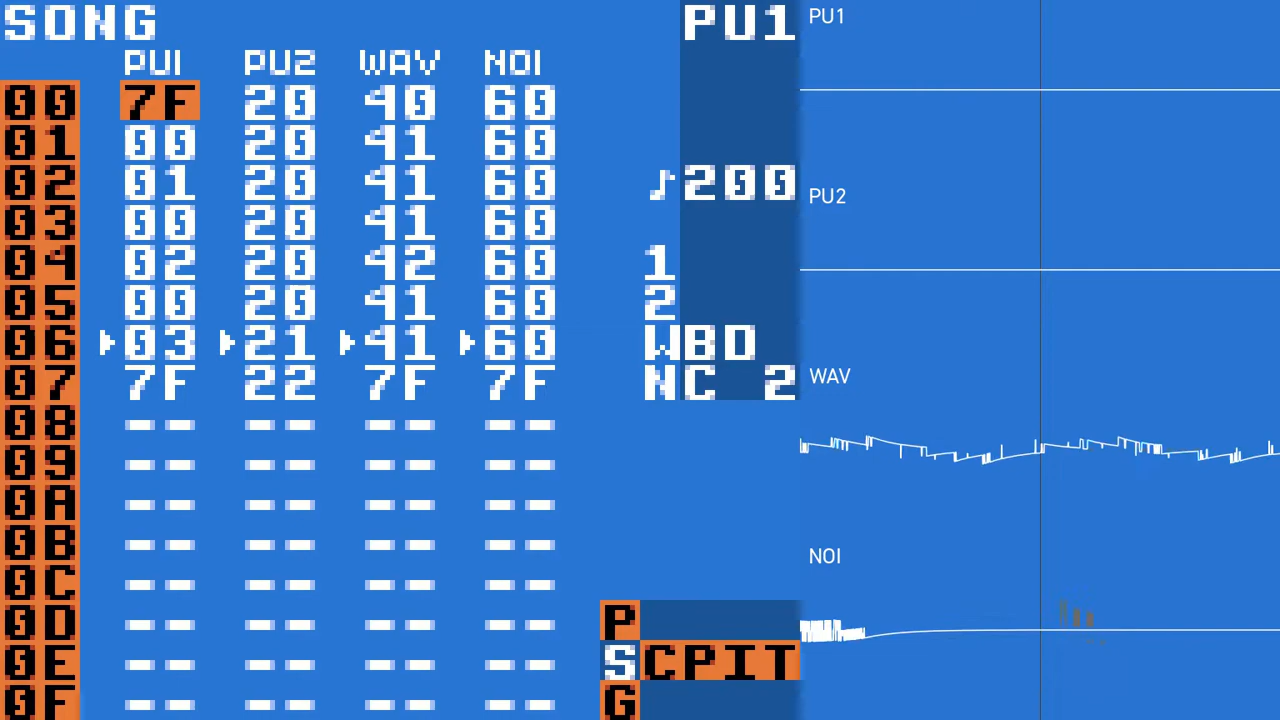 SONG PU1 PU1
PU1 PU2 WAV NOI
00 7F 20 40 60
01 00 20 41 60
02 01 20 41 60 ♪200 PU2
03 00 20 41 60
04 02 20 42 60 1
05 00 20 41 60 2
06 03 21 41 60 WBO
07 7F 22 7F 7F NC 2 WAV
08 -- -- -- --
09 -- -- -- --
0A -- -- -- --
0B -- -- -- --
0C -- -- -- -- NOI
0D -- -- -- -- P
0E -- -- -- -- SCPIT
0F -- -- -- -- G